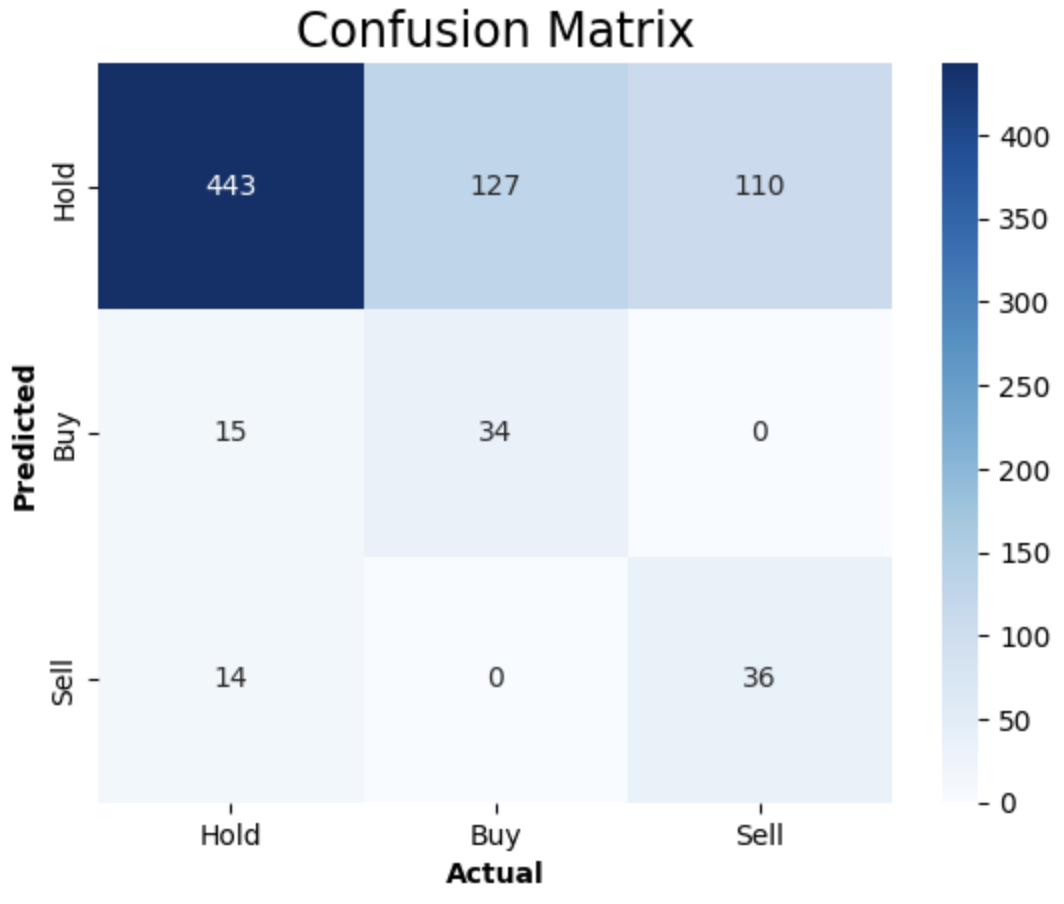 Confusion Matrix
Hold 443 127 110
Buy 15 34 0
Sell 14 0 36
Predicted
Hold Buy Sell
Actual
400
350
300
250
200
150
100
50
0